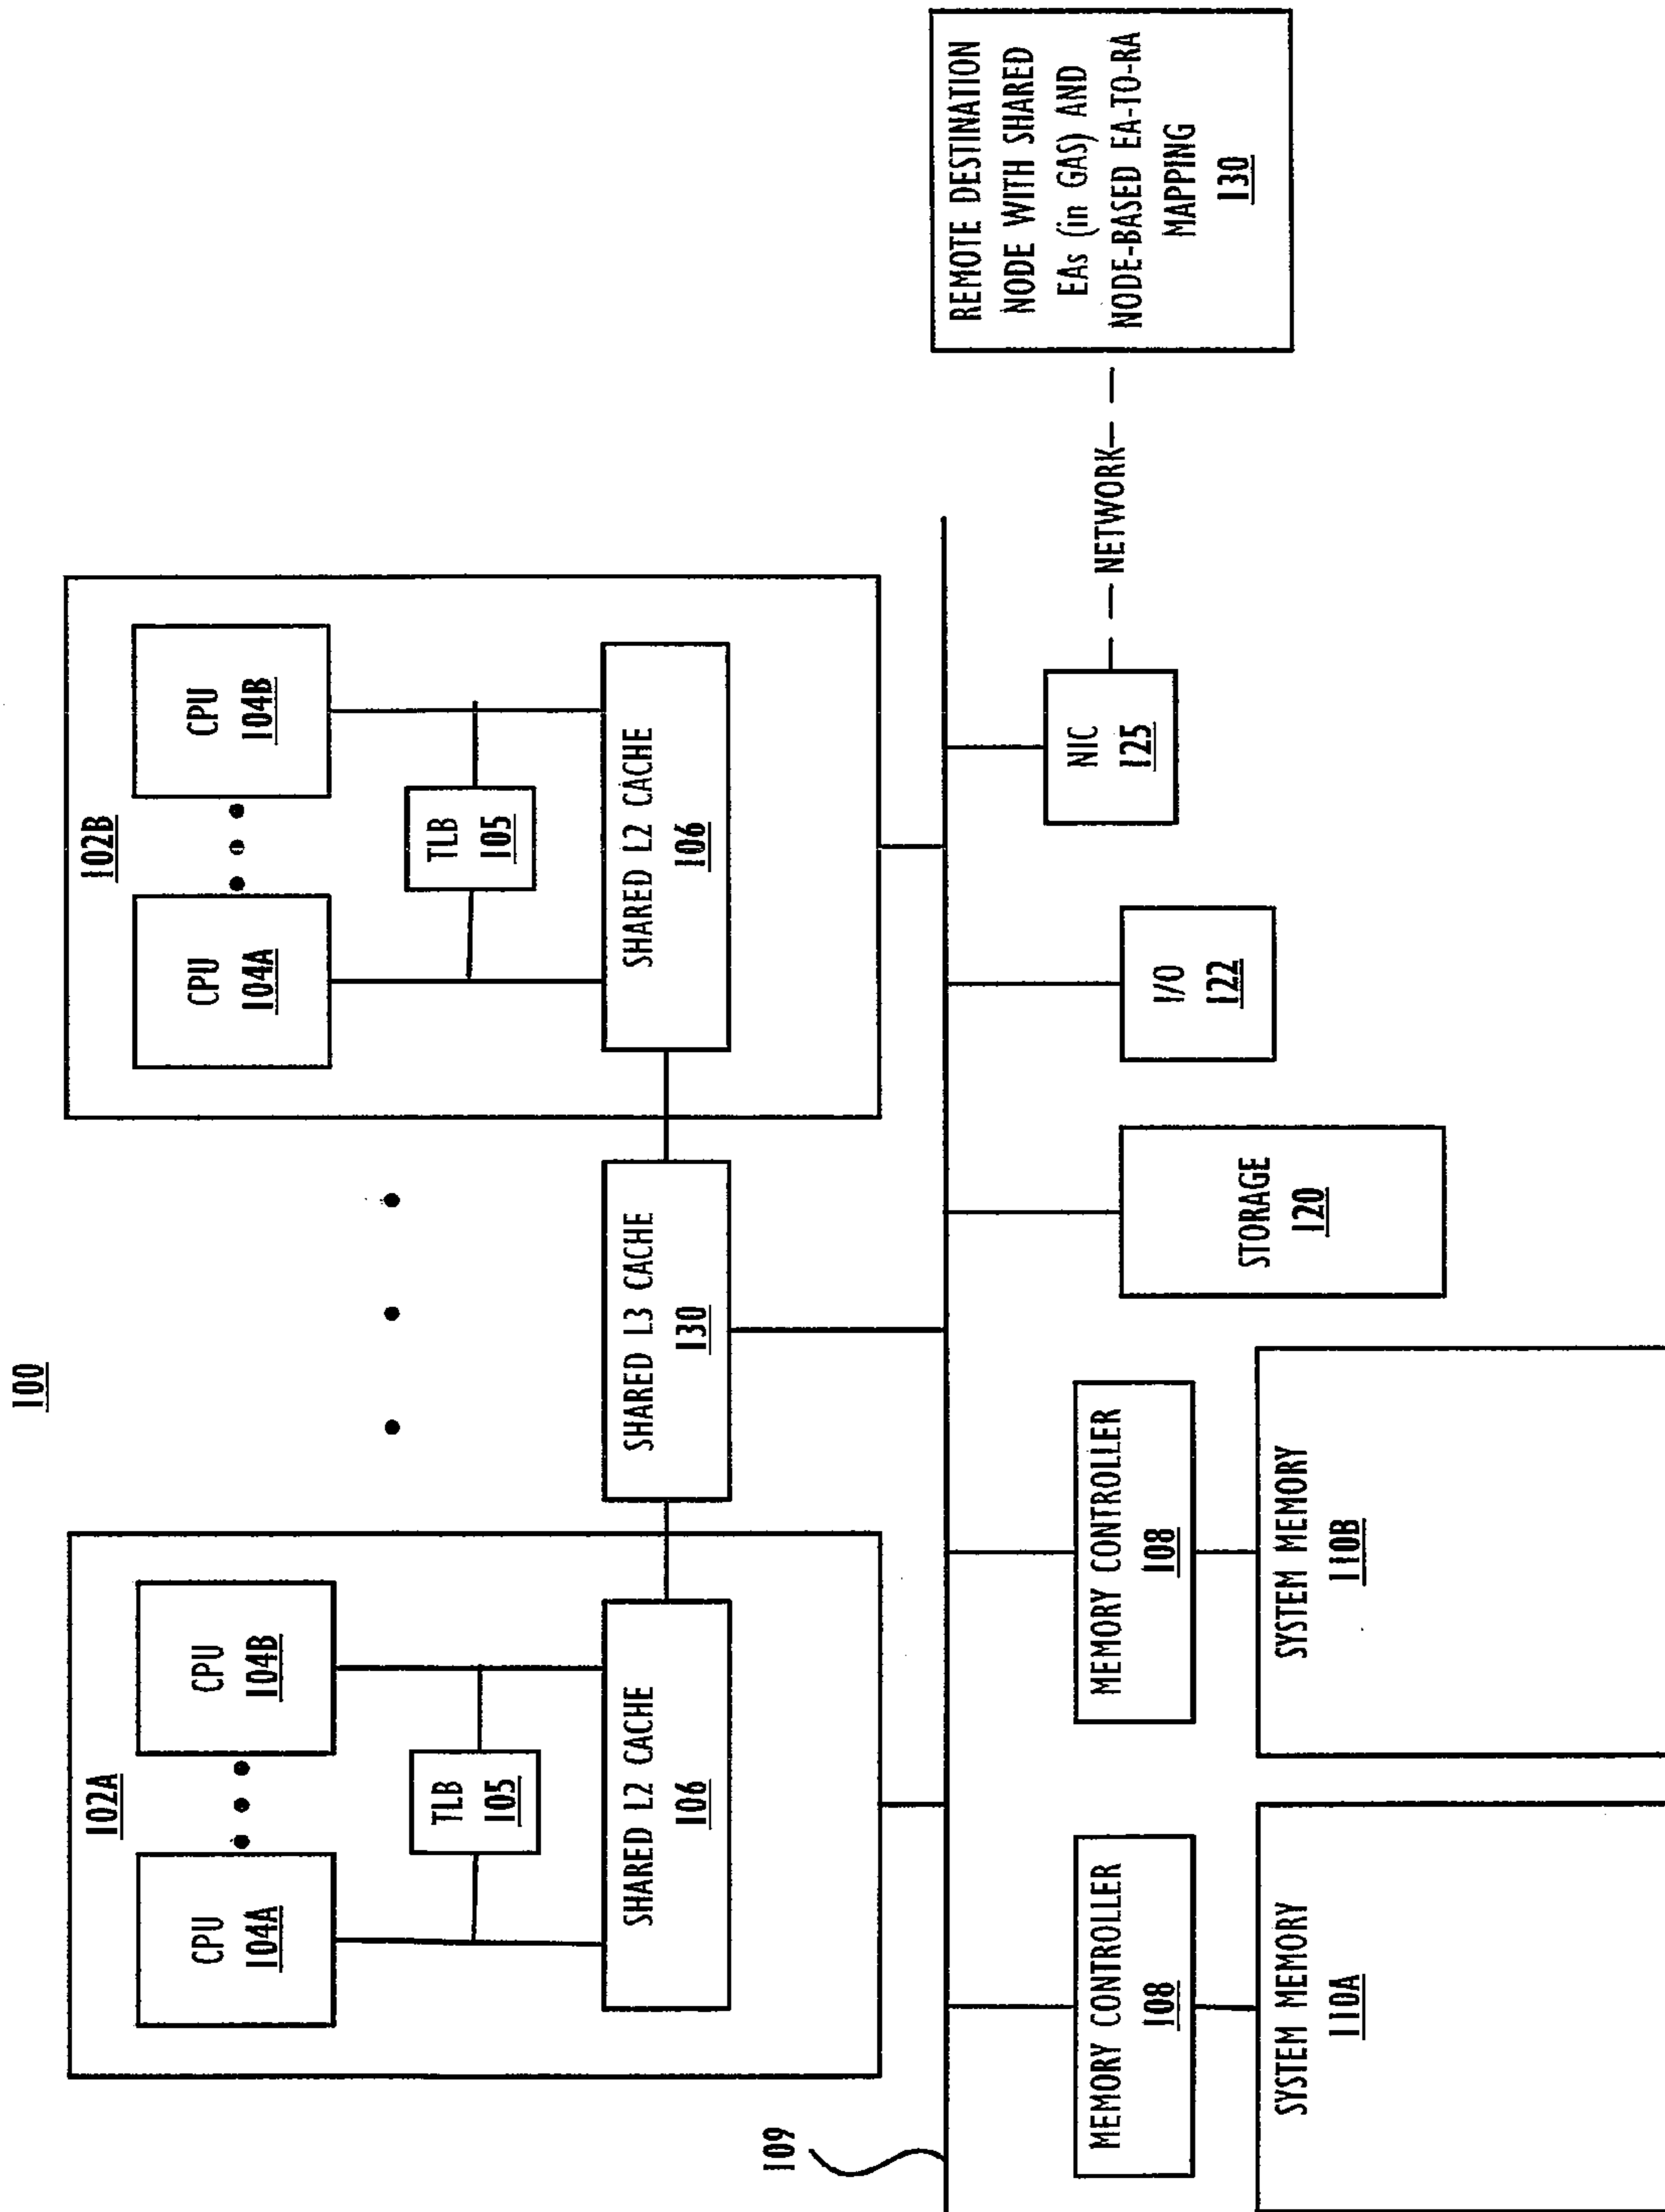 100
102A
CPU
104A
CPU
104B
TLB
105
SHARED L2 CACHE
106
SHARED L3 CACHE
130
102B
CPU
104A
CPU
104B
TLB
105
SHARED L2 CACHE
106
109
MEMORY CONTROLLER
108
SYSTEM MEMORY
110A
MEMORY CONTROLLER
108
SYSTEM MEMORY
110B
STORAGE
120
I/O
122
NIC
125
NETWORK
REMOTE DESTINATION
NODE WITH SHARED
EAs (in GAS) AND
NODE-BASED EA-TO-RA
MAPPING
130